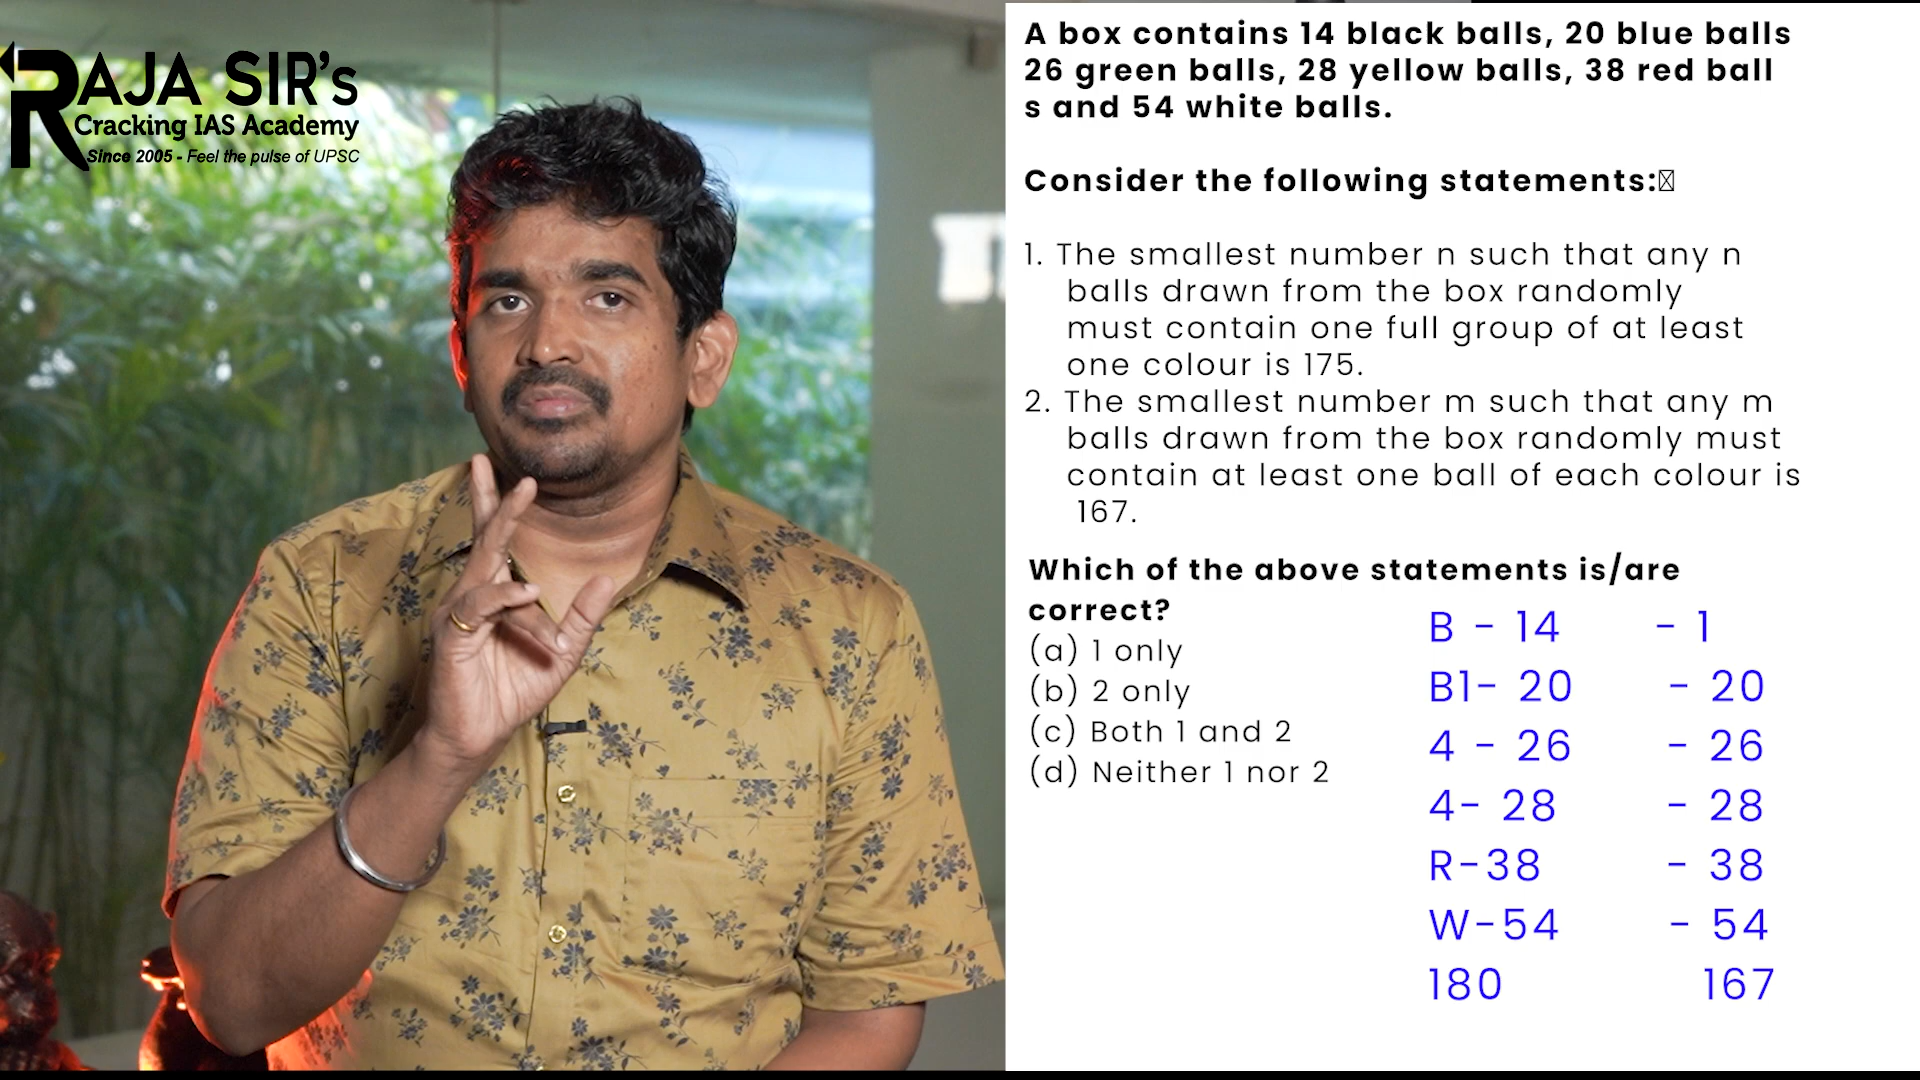 RAJA SIR's
Cracking IAS Academy
Since 2005 - Feel the pulse of UPSC
A box contains 14 black balls, 20 blue balls
26 green balls, 28 yellow balls, 38 red ball
s and 54 white balls.
Consider the following statements:
1. The smallest number n such that any n
balls drawn from the box randomly
must contain one full group of at least
one colour is 175.
2. The smallest number m such that any m
balls drawn from the box randomly must
contain at least one ball of each colour is
167.
Which of the above statements is/are
correct?
(a) 1 only
(b) 2 only
(c) Both 1 and 2
(d) Neither 1 nor 2
B - 14 - 1
B1- 20 - 20
4 - 26 - 26
4- 28 - 28
R-38 - 38
W-54 - 54
180 167